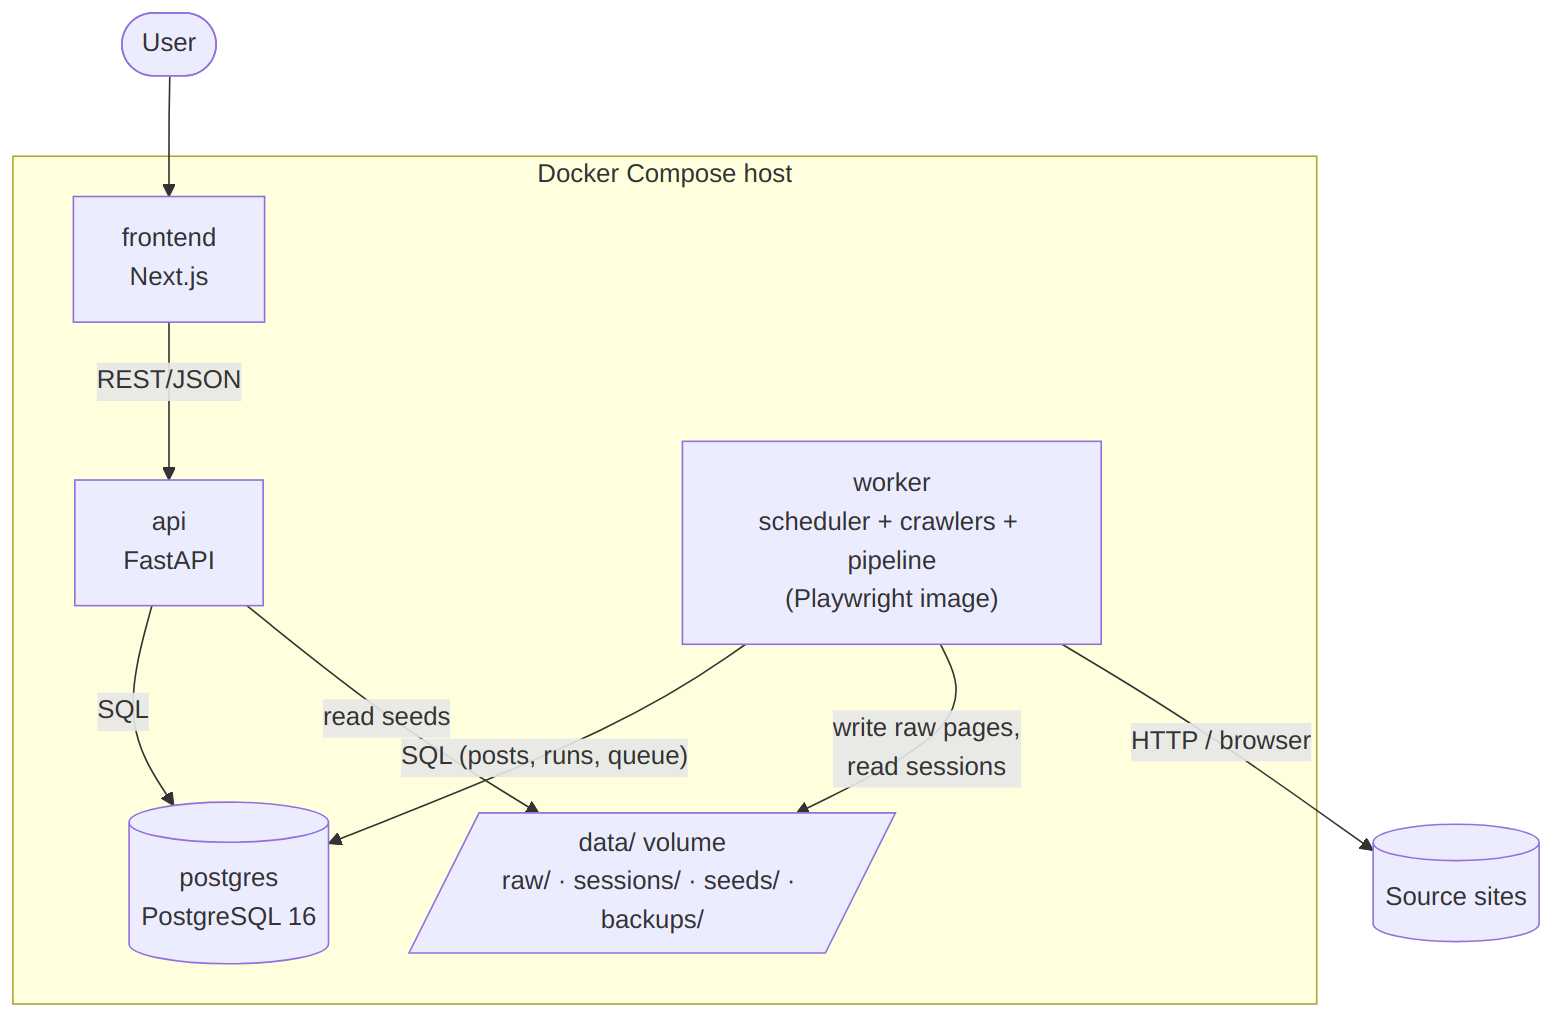 User
Docker Compose host
frontend
Next.js
REST/JSON
api
FastAPI
worker
scheduler + crawlers +
pipeline
(Playwright image)
SQL
read seeds
SQL (posts, runs, queue)
write raw pages,
read sessions
HTTP / browser
postgres
PostgreSQL 16
data/ volume
raw/ · sessions/ · seeds/ ·
backups/
Source sites